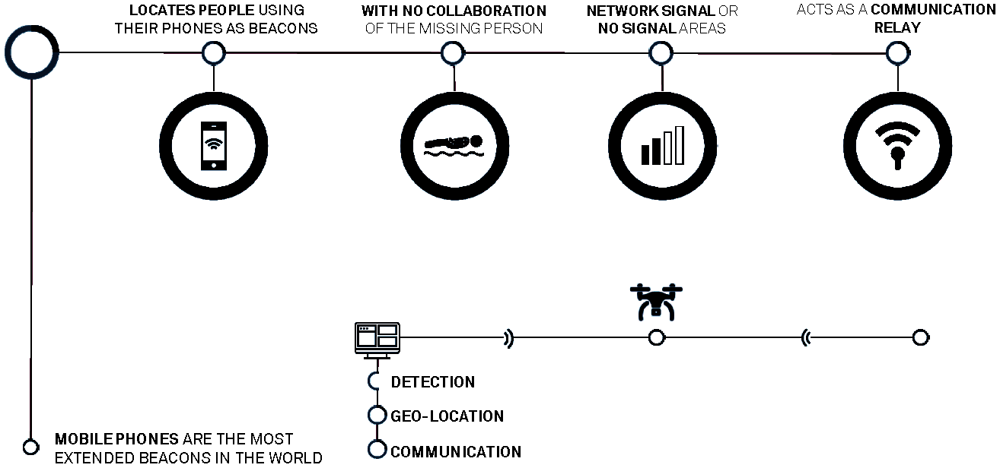 LOCATES PEOPLE USING
THEIR PHONES AS BEACONS
WITH NO COLLABORATION
OF THE MISSING PERSON
NETWORK SIGNAL OR
NO SIGNAL AREAS
ACTS AS A COMMUNICATION
RELAY
DETECTION
GEO-LOCATION
COMMUNICATION
MOBILE PHONES ARE THE MOST
EXTENDED BEACONS IN THE WORLD